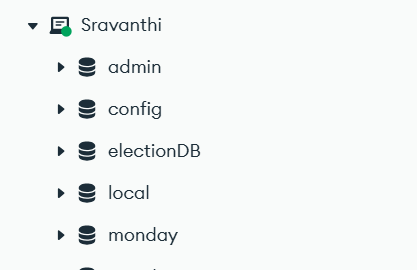 Sravanthi
admin
config
electionDB
local
monday